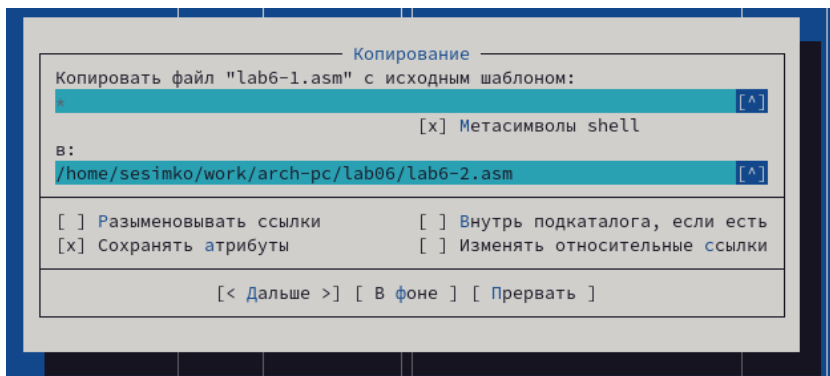 Копирование
Копировать файл "lab6-1.asm" с исходным шаблоном:
* [^]
[x] Метасимволы shell
в:
/home/sesimko/work/arch-pc/lab06/lab6-2.asm [^]
[ ] Разыменовывать ссылки [ ] Внутрь подкаталога, если есть
[x] Сохранять атрибуты [ ] Изменять относительные ссылки
[< Дальше >] [ В фоне ] [ Прервать ]